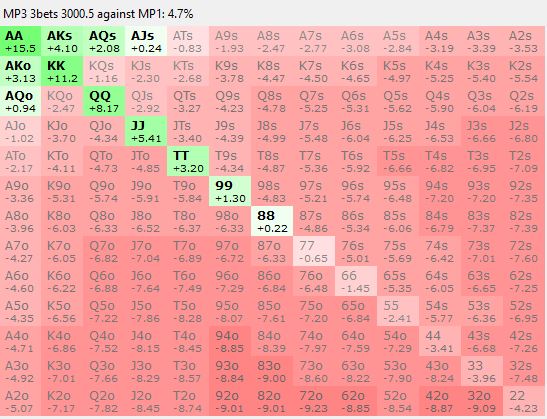 MP3 3bets 3000.5 against MP1: 4.7%
AA AKs AQs AJs ATs A9s A8s A7s A6s A5s A4s A3s A2s
+15.5 +4.10 +2.08 +0.24 -0.83 -1.93 -2.47 -2.77 -3.08 -2.84 -3.19 -3.39 -3.53
AKo KK KQs KJs KTs K9s K8s K7s K6s K5s K4s K3s K2s
+3.13 +11.2 -1.16 -2.30 -2.68 -3.78 -4.47 -4.50 -4.65 -4.97 -5.25 -5.40 -5.54
AQo KQo QQ QJs QTs Q9s Q8s Q7s Q6s Q5s Q4s Q3s Q2s
+0.94 -2.47 +8.17 -2.92 -3.27 -4.23 -4.78 -5.25 -5.31 -5.62 -5.90 -6.04 -6.19
AJo KJo QJo JJ JTs J9s J8s J7s J6s J5s J4s J3s J2s
-1.02 -3.70 -4.34 +5.41 -3.40 -4.39 -4.99 -5.48 -6.04 -6.25 -6.53 -6.66 -6.80
ATo KTo QTo JTo TT T9s T8s T7s T6s T5s T4s T3s T2s
-2.17 -4.11 -4.73 -4.85 +3.20 -4.34 -4.87 -5.36 -5.92 -6.66 -6.82 -6.95 -7.09
A9o K9o Q9o J9o T9o 99 98s 97s 96s 95s 94s 93s 92s
-3.36 -5.31 -5.74 -5.91 -5.84 +1.30 -4.83 -5.21 -5.74 -6.48 -7.20 -7.20 -7.35
A8o K8o Q8o J8o T8o 98o 88 87s 86s 85s 84s 83s 82s
-3.96 -6.03 -6.33 -6.52 -6.37 -6.33 +0.22 -4.86 -5.34 -6.06 -6.79 -7.37 -7.39
A7o K7o Q7o J7o T7o 97o 87o 77 76s 75s 74s 73s 72s
-4.27 -6.05 -6.82 -7.04 -6.89 -6.72 -6.33 -0.65 -5.01 -5.69 -6.42 -7.01 -7.60
A6o K6o Q6o J6o T6o 96o 86o 76o 66 65s 64s 63s 62s
-4.60 -6.22 -6.88 -7.64 -7.49 -7.29 -6.84 -6.48 -1.45 -5.35 -6.05 -6.65 -7.25
A5o K5o Q5o J5o T5o 95o 85o 75o 65o 55 54s 53s 52s
-4.35 -6.56 -7.22 -7.86 -8.28 -8.07 -7.61 -7.20 -6.84 -2.41 -5.77 -6.36 -6.95
A4o K4o Q4o J4o T4o 94o 84o 74o 64o 54o 44 43s 42s
-4.71 -6.86 -7.52 -8.15 -8.45 -8.85 -8.39 -7.97 -7.59 -7.29 -3.41 -6.68 -7.26
A3o K3o Q3o J3o T3o 93o 83o 73o 63o 53o 43o 33 32s
-4.92 -7.01 -7.66 -8.29 -8.57 -8.84 -9.00 -8.60 -8.22 -7.90 -8.24 -3.96 -7.48
A2o K2o Q2o J2o T2o 92o 82o 72o 62o 52o 42o 32o 22
-5.07 -7.17 -7.82 -8.45 -8.74 -9.01 -9.01 -9.23 -8.85 -8.54 -8.87 -9.09 -4.23